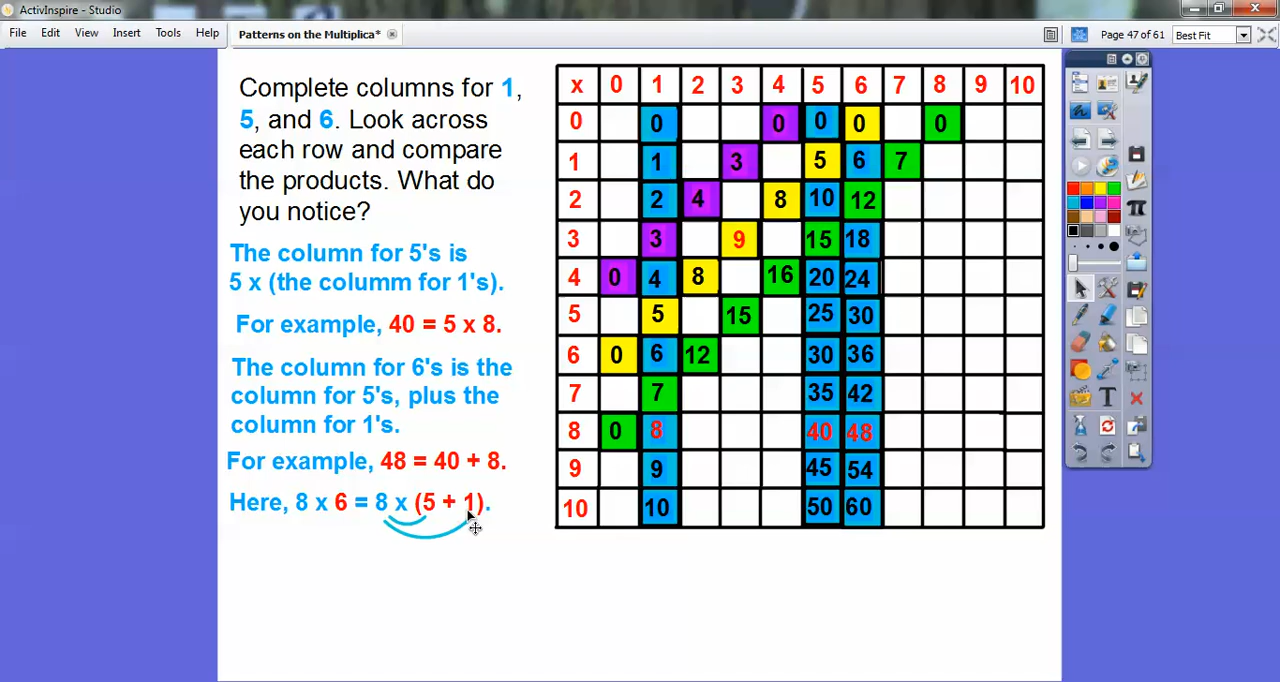 ActivInspire - Studio
File Edit View Insert Tools Help Patterns on the Multiplica* Page 47 of 61 Best Fit
Complete columns for 1,
5, and 6. Look across
each row and compare
the products. What do
you notice?
The column for 5's is
5 x (the columm for 1's).
For example, 40 = 5 x 8.
The column for 6's is the
column for 5's, plus the
column for 1's.
For example, 48 = 40 + 8.
Here, 8 x 6 = 8 x (5 + 1).
x 0 1 2 3 4 5 6 7 8 9 10
0 0 0 0 0 0
1 1 3 5 6 7
2 2 4 8 10 12
3 3 9 15 18
4 0 4 8 16 20 24
5 5 15 25 30
6 0 6 12 30 36
7 7 35 42
8 0 8 40 48
9 9 45 54
10 10 50 60